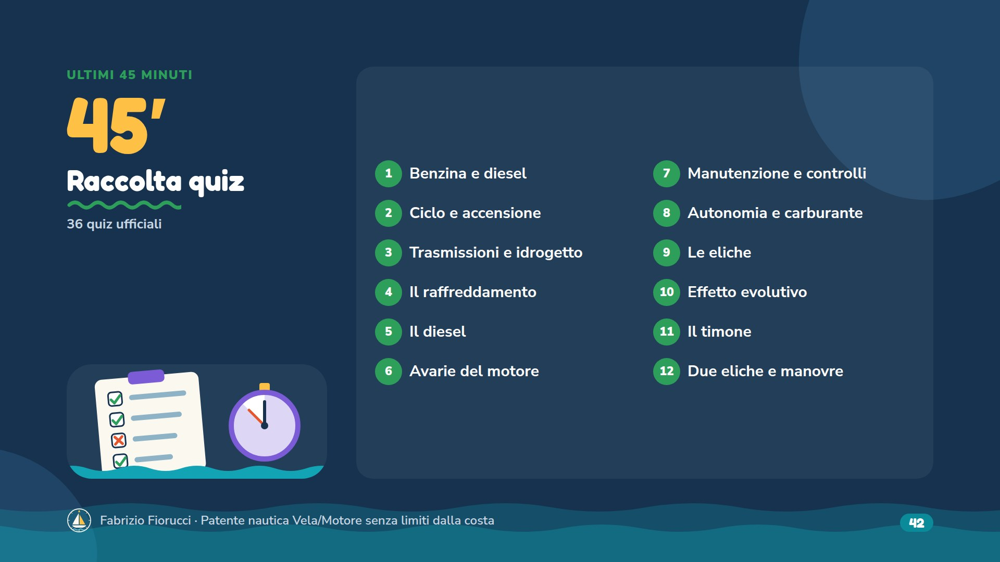 ULTIMI 45 MINUTI
45′
Raccolta quiz
36 quiz ufficiali
1 Benzina e diesel
2 Ciclo e accensione
3 Trasmissioni e idrogetto
4 Il raffreddamento
5 Il diesel
6 Avarie del motore
7 Manutenzione e controlli
8 Autonomia e carburante
9 Le eliche
10 Effetto evolutivo
11 Il timone
12 Due eliche e manovre
Fabrizio Fiorucci · Patente nautica Vela/Motore senza limiti dalla costa
42